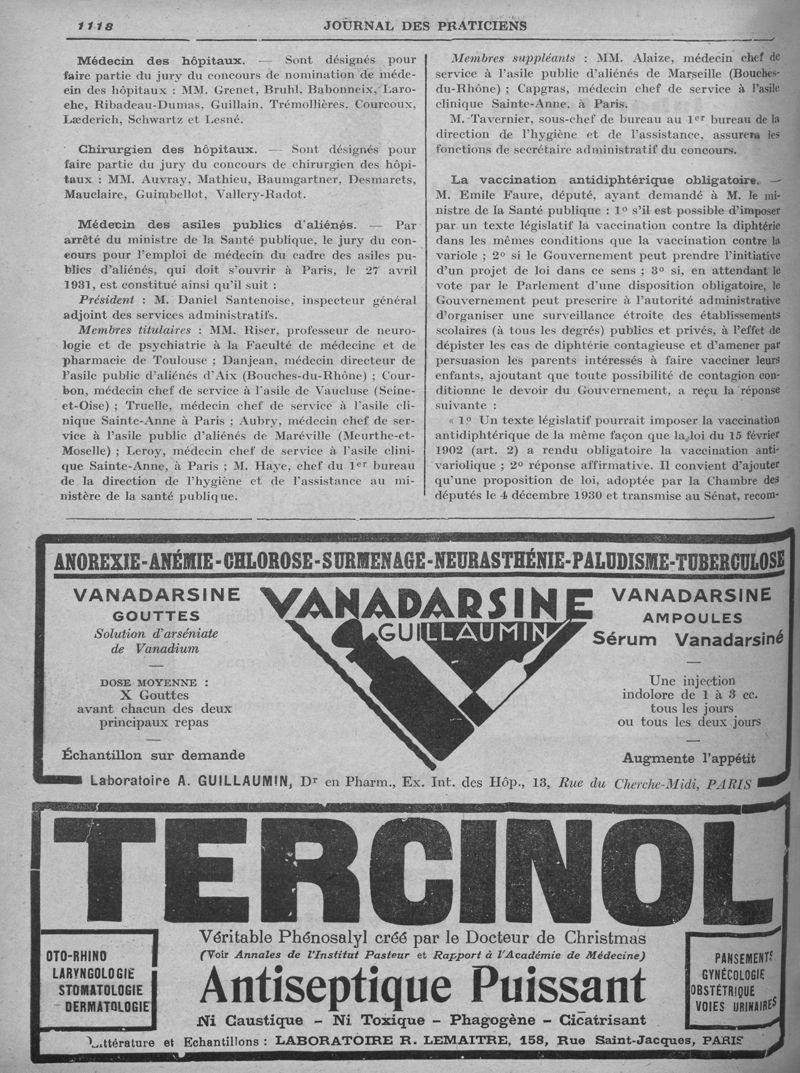 1118
JOURNAL DES PRATICIENS
Médecin des hôpitaux. — Sont désignés pour
faire partie du jury du concours de nomination de méde-
ein des hôpitaux : MM. Grenet, Bruhl, Babonneix, Laro-
ehe, Ribadeau-Dumas, Guillain, Trémollières, Courcoux,
Lœderich, Schwartz et Lesné.
Chirurgien des hôpitaux. — Sont désignés pour
faire partie du jury du concours de chirurgien des hôpi-
taux : MM. Auvray, Mathieu, Baumgartner, Desmarets,
Mauclaire, Guimbellot, Vallery-Radot.
Médecin des asiles publics d'aliénés. — Par
arrêté du ministre de la Santé publique, le jury du con-
cours pour l'emploi de médecin du cadre des asiles pu-
blics d'aliénés, qui doit s'ouvrir à Paris, le 27 avril
1931, est constitué ainsi qu'il suit :
Président : M. Daniel Santenoise, inspecteur général
adjoint des services administratifs.
Membres titulaires : MM. Riser, professeur de neuro-
logie et de psychiatrie à la Faculté de médecine et de
pharmacie de Toulouse ; Danjean, médecin directeur de
l'asile public d'aliénés d'Aix (Bouches-du-Rhône) ; Cour-
bon, médecin chef de service à l'asile de Vaucluse (Seine-
et-Oise) ; Truelle, médecin chef de service à l'asile cli-
nique Sainte-Anne à Paris ; Aubry, médecin chef de ser-
vice à l'asile public d'aliénés de Maréville (Meurthe-et-
Moselle) ; Leroy, médecin chef de service à l'asile clini-
que Sainte-Anne, à Paris ; M. Haye, chef du 1er bureau
de la direction de l'hygiène et de l'assistance au mi-
nistère de la santé publique.
Membres suppléants : MM. Alaize, médecin chef de
service à l'asile public d'aliénés de Marseille (Bouches-
du-Rhône) ; Capgras, médecin chef de service à l'asile
clinique Sainte-Anne, à Paris.
M. Tavernier, sous-chef de bureau au 1er bureau de la
direction de l'hygiène et de l'assistance, assurera les
fonctions de secrétaire administratif du concours.
La vaccination antidiphtérique obligatoire. —
M. Emile Faure, député, ayant demandé à M. le mi-
nistre de la Santé publique : 1º s'il est possible d'imposer
par un texte législatif la vaccination contre la diphtérie
dans les mêmes conditions que la vaccination contre la
variole ; 2º si le Gouvernement peut prendre l'initiative
d'un projet de loi dans ce sens ; 3º si, en attendant le
vote par le Parlement d'une disposition obligatoire, le
Gouvernement peut prescrire à l'autorité administrative
d'organiser une surveillance étroite des établissements
scolaires (à tous les degrés) publics et privés, à l'effet de
dépister les cas de diphtérie contagieuse et d'amener par
persuasion les parents intéressés à faire vacciner leurs
enfants, ajoutant que toute possibilité de contagion con-
ditionne le devoir du Gouvernement, a reçu la réponse
suivante :
« 1º Un texte législatif pourrait imposer la vaccination
antidiphtérique de la même façon que la loi du 15 février
1902 (art. 2) a rendu obligatoire la vaccination anti-
variolique ; 2º réponse affirmative. Il convient d'ajouter
qu'une proposition de loi, adoptée par la Chambre des
députés le 4 décembre 1930 et transmise au Sénat, recom-
ANOREXIE-ANÉMIE-CHLOROSE-SURMENAGE-NEURASTHÉNIE-PALUDISME-TUBERCULOSE
VANADARSINE
GOUTTES
Solution d'arséniate
de Vanadium
DOSE MOYENNE :
X Gouttes
avant chacun des deux
principaux repas
Échantillon sur demande
VANADARSINE
GUILLAUMIN
VANADARSINE
AMPOULES
Sérum Vanadarsiné
Une injection
indolore de 1 à 3 cc.
tous les jours
ou tous les deux jours
Augmente l'appétit
Laboratoire A. GUILLAUMIN, Dr en Pharm., Ex. Int. des Hôp., 13, Rue du Cherche-Midi, PARIS
TERCINOL
Véritable Phénosalyl créé par le Docteur de Christmas
(Voir Annales de l'Institut Pasteur et Rapport à l'Académie de Médecine)
OTO-RHINO
LARYNGOLOGIE
STOMATOLOGIE
DERMATOLOGIE
Antiseptique Puissant
Ni Caustique – Ni Toxique – Phagogène – Cicatrisant
PANSEMENTS
GYNÉCOLOGIE
OBSTÉTRIQUE
VOIES URINAIRES
Littérature et Echantillons : LABORATOIRE R. LEMAITRE, 158, Rue Saint-Jacques, PARIS